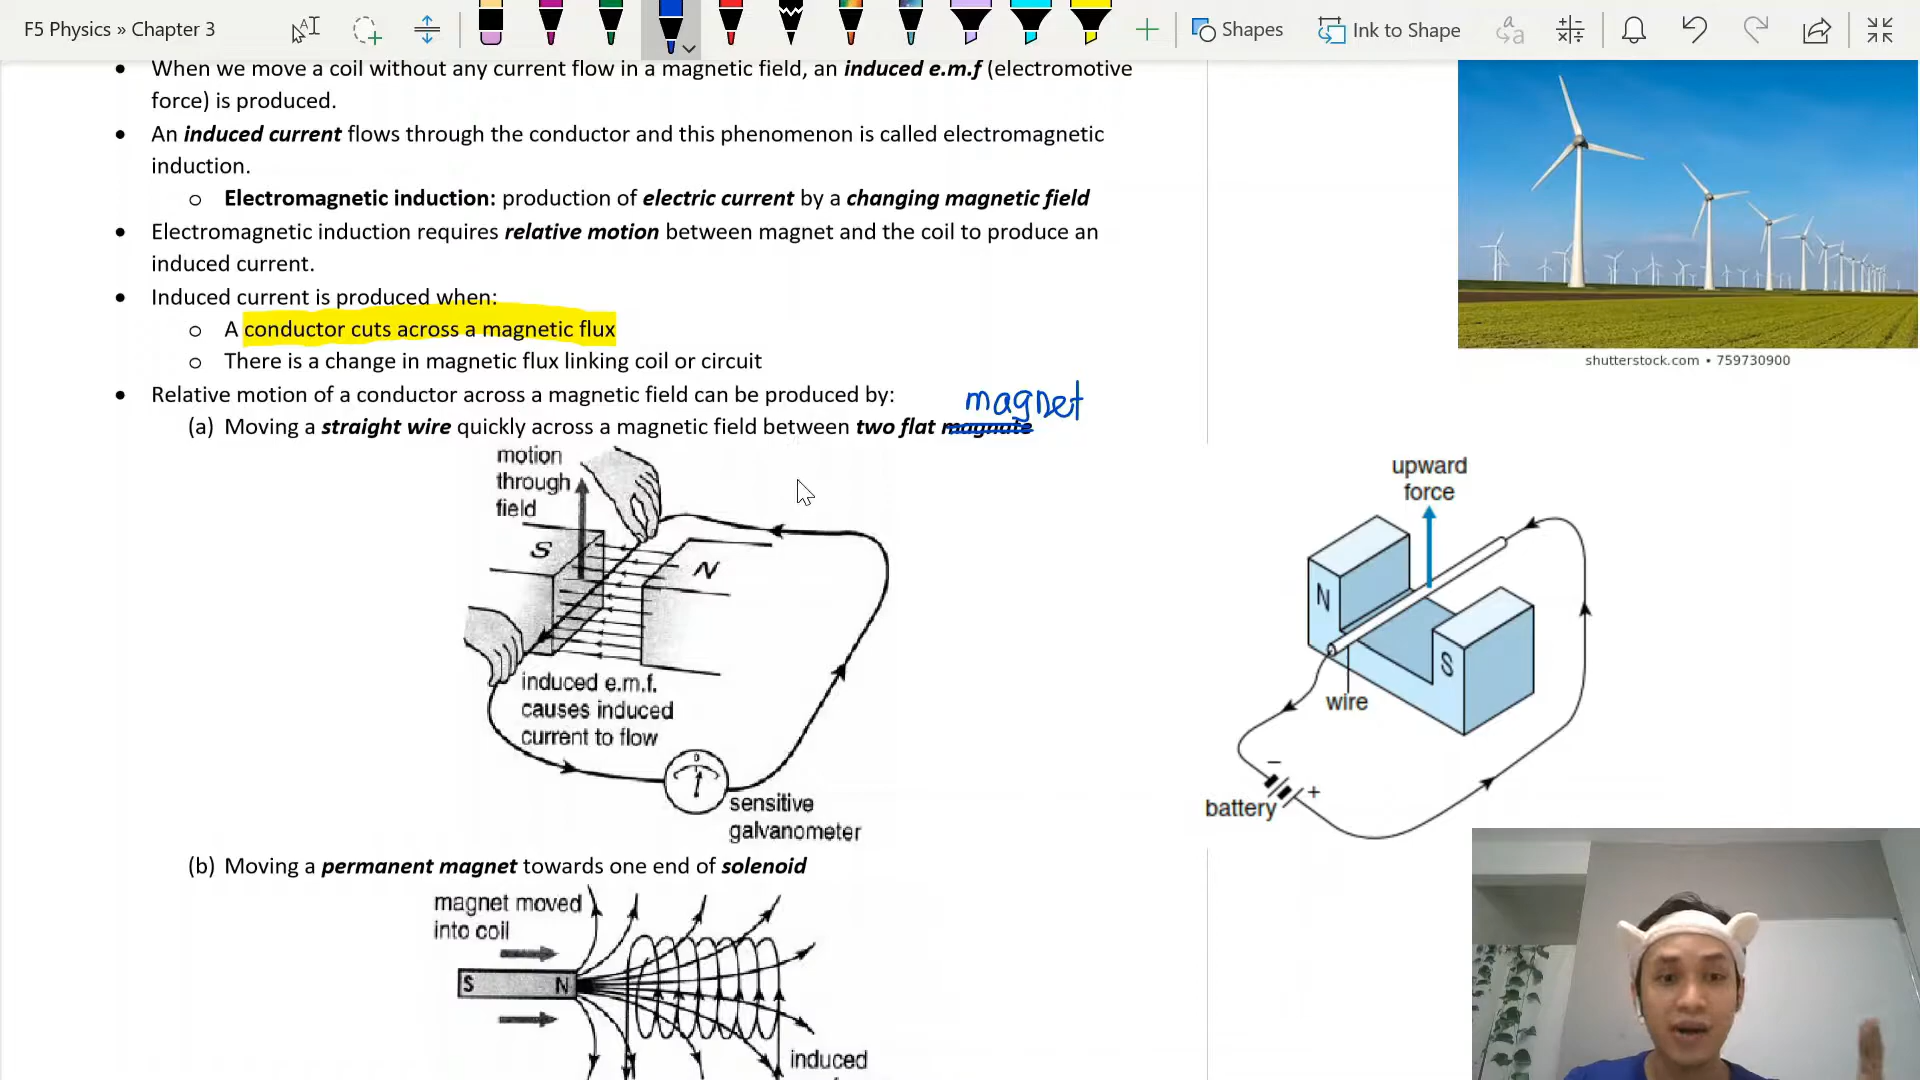 F5 Physics » Chapter 3
Shapes
Ink to Shape
When we move a coil without any current flow in a magnetic field, an induced e.m.f (electromotive
force) is produced.
An induced current flows through the conductor and this phenomenon is called electromagnetic
induction.
Electromagnetic induction: production of electric current by a changing magnetic field
Electromagnetic induction requires relative motion between magnet and the coil to produce an
induced current.
Induced current is produced when:
A conductor cuts across a magnetic flux
There is a change in magnetic flux linking coil or circuit
Relative motion of a conductor across a magnetic field can be produced by:
magnet
(a) Moving a straight wire quickly across a magnetic field between two flat magnate
motion
through
field
S
N
induced e.m.f.
causes induced
current to flow
0
sensitive
galvanometer
(b) Moving a permanent magnet towards one end of solenoid
magnet moved
into coil
S N
induced
shutterstock.com • 759730900
upward
force
N
S
wire
− +
battery